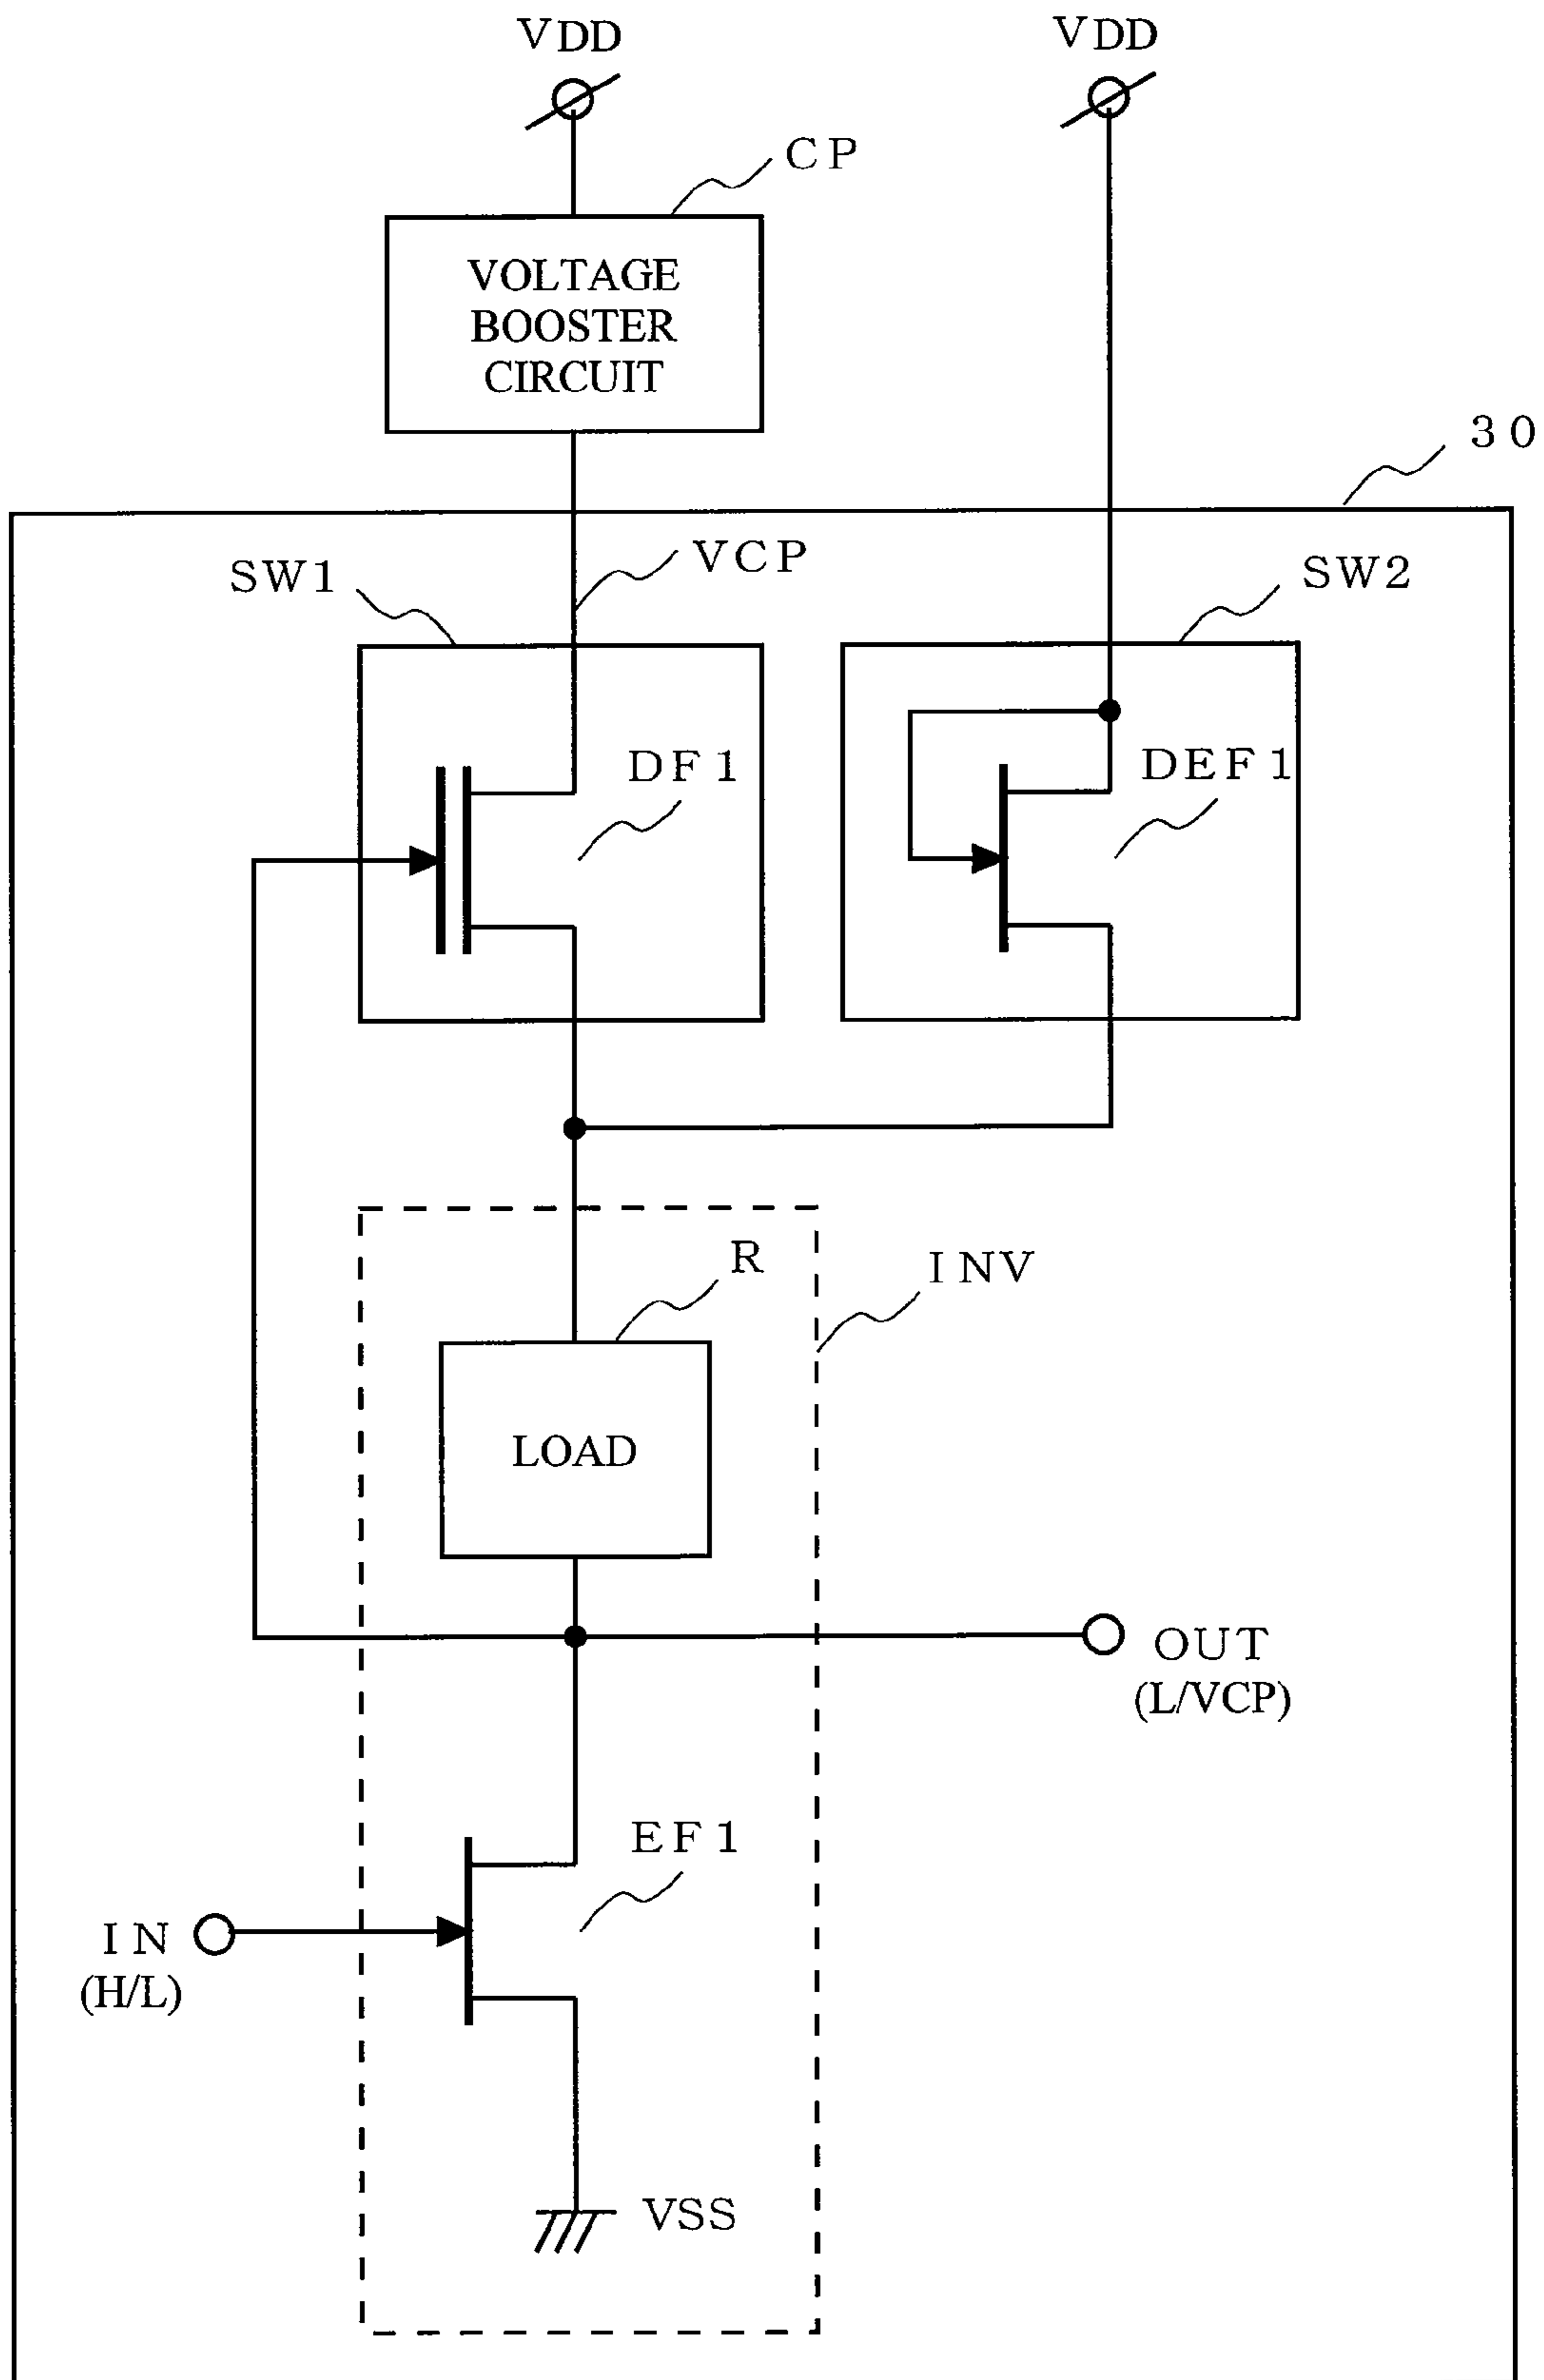 VDD
VDD
CP
VOLTAGE
BOOSTER
CIRCUIT
30
SW1
VCP
SW2
DF1
DEF1
R
INV
LOAD
OUT
(L/VCP)
EF1
IN
(H/L)
VSS